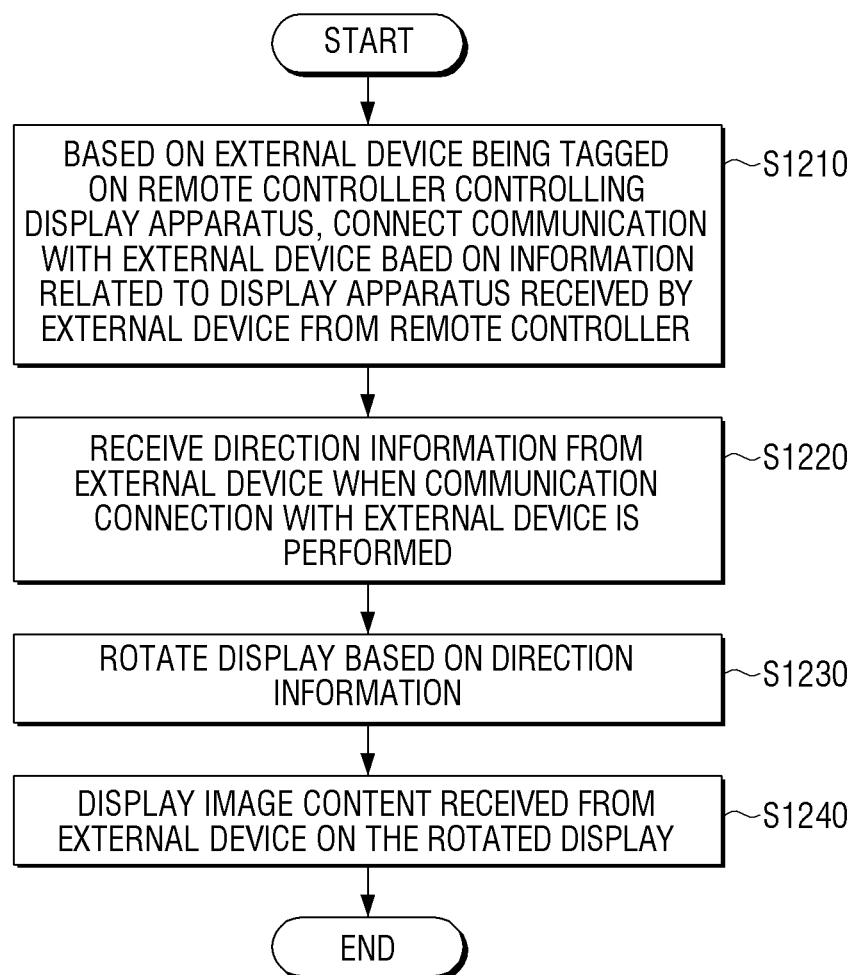 START
BASED ON EXTERNAL DEVICE BEING TAGGED
ON REMOTE CONTROLLER CONTROLLING
DISPLAY APPARATUS, CONNECT COMMUNICATION
WITH EXTERNAL DEVICE BAED ON INFORMATION
RELATED TO DISPLAY APPARATUS RECEIVED BY
EXTERNAL DEVICE FROM REMOTE CONTROLLER
S1210
RECEIVE DIRECTION INFORMATION FROM
EXTERNAL DEVICE WHEN COMMUNICATION
CONNECTION WITH EXTERNAL DEVICE IS
PERFORMED
S1220
ROTATE DISPLAY BASED ON DIRECTION
INFORMATION
S1230
DISPLAY IMAGE CONTENT RECEIVED FROM
EXTERNAL DEVICE ON THE ROTATED DISPLAY
S1240
END